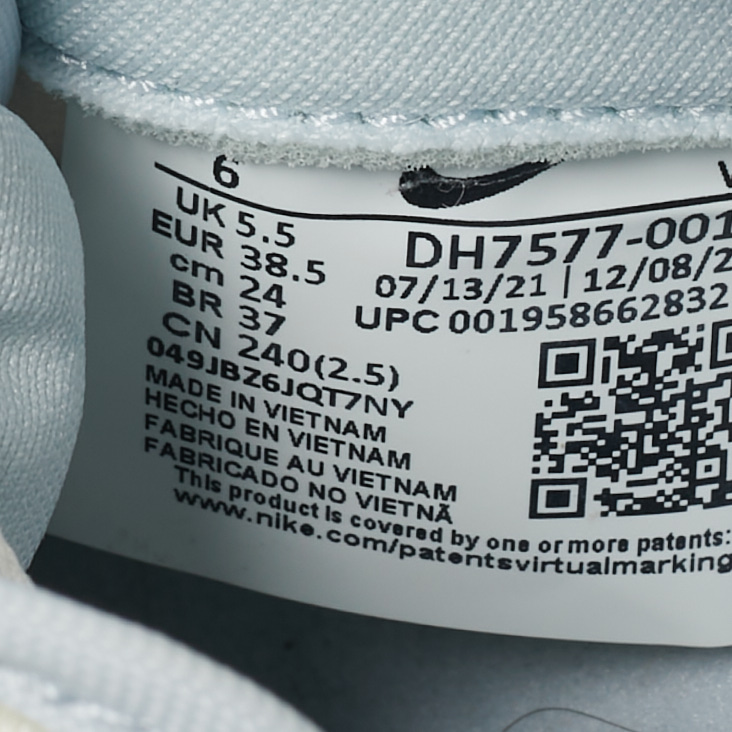 6
UK 5.5
EUR 38.5
cm 24
BR 37
CN 240(2.5)
049JBZ6JQT7NY
MADE IN VIETNAM
HECHO EN VIETNAM
FABRIQUE AU VIETNAM
FABRICADO NO VIETNÃ
This product is covered by one or more patents:
www.nike.com/patentsvirtualmarking
DH7577-001
07/13/21 | 12/08/2
UPC 001958662832